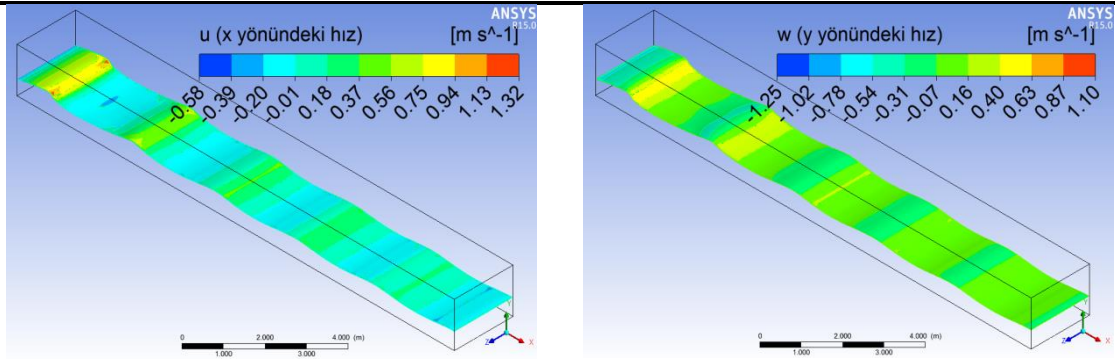 ANSYS
R15.0
u (x yönündeki hız) [m s^-1]
-0.58
-0.39
-0.20
-0.01
0.18
0.37
0.56
0.75
0.94
1.13
1.32
0 2.000 4.000 (m)
1.000 3.000
Y
Z
X
ANSYS
R15.0
w (y yönündeki hız) [m s^-1]
-1.25
-1.02
-0.78
-0.54
-0.31
-0.07
0.16
0.40
0.63
0.87
1.10
0 2.000 4.000 (m)
1.000 3.000
Y
Z
X